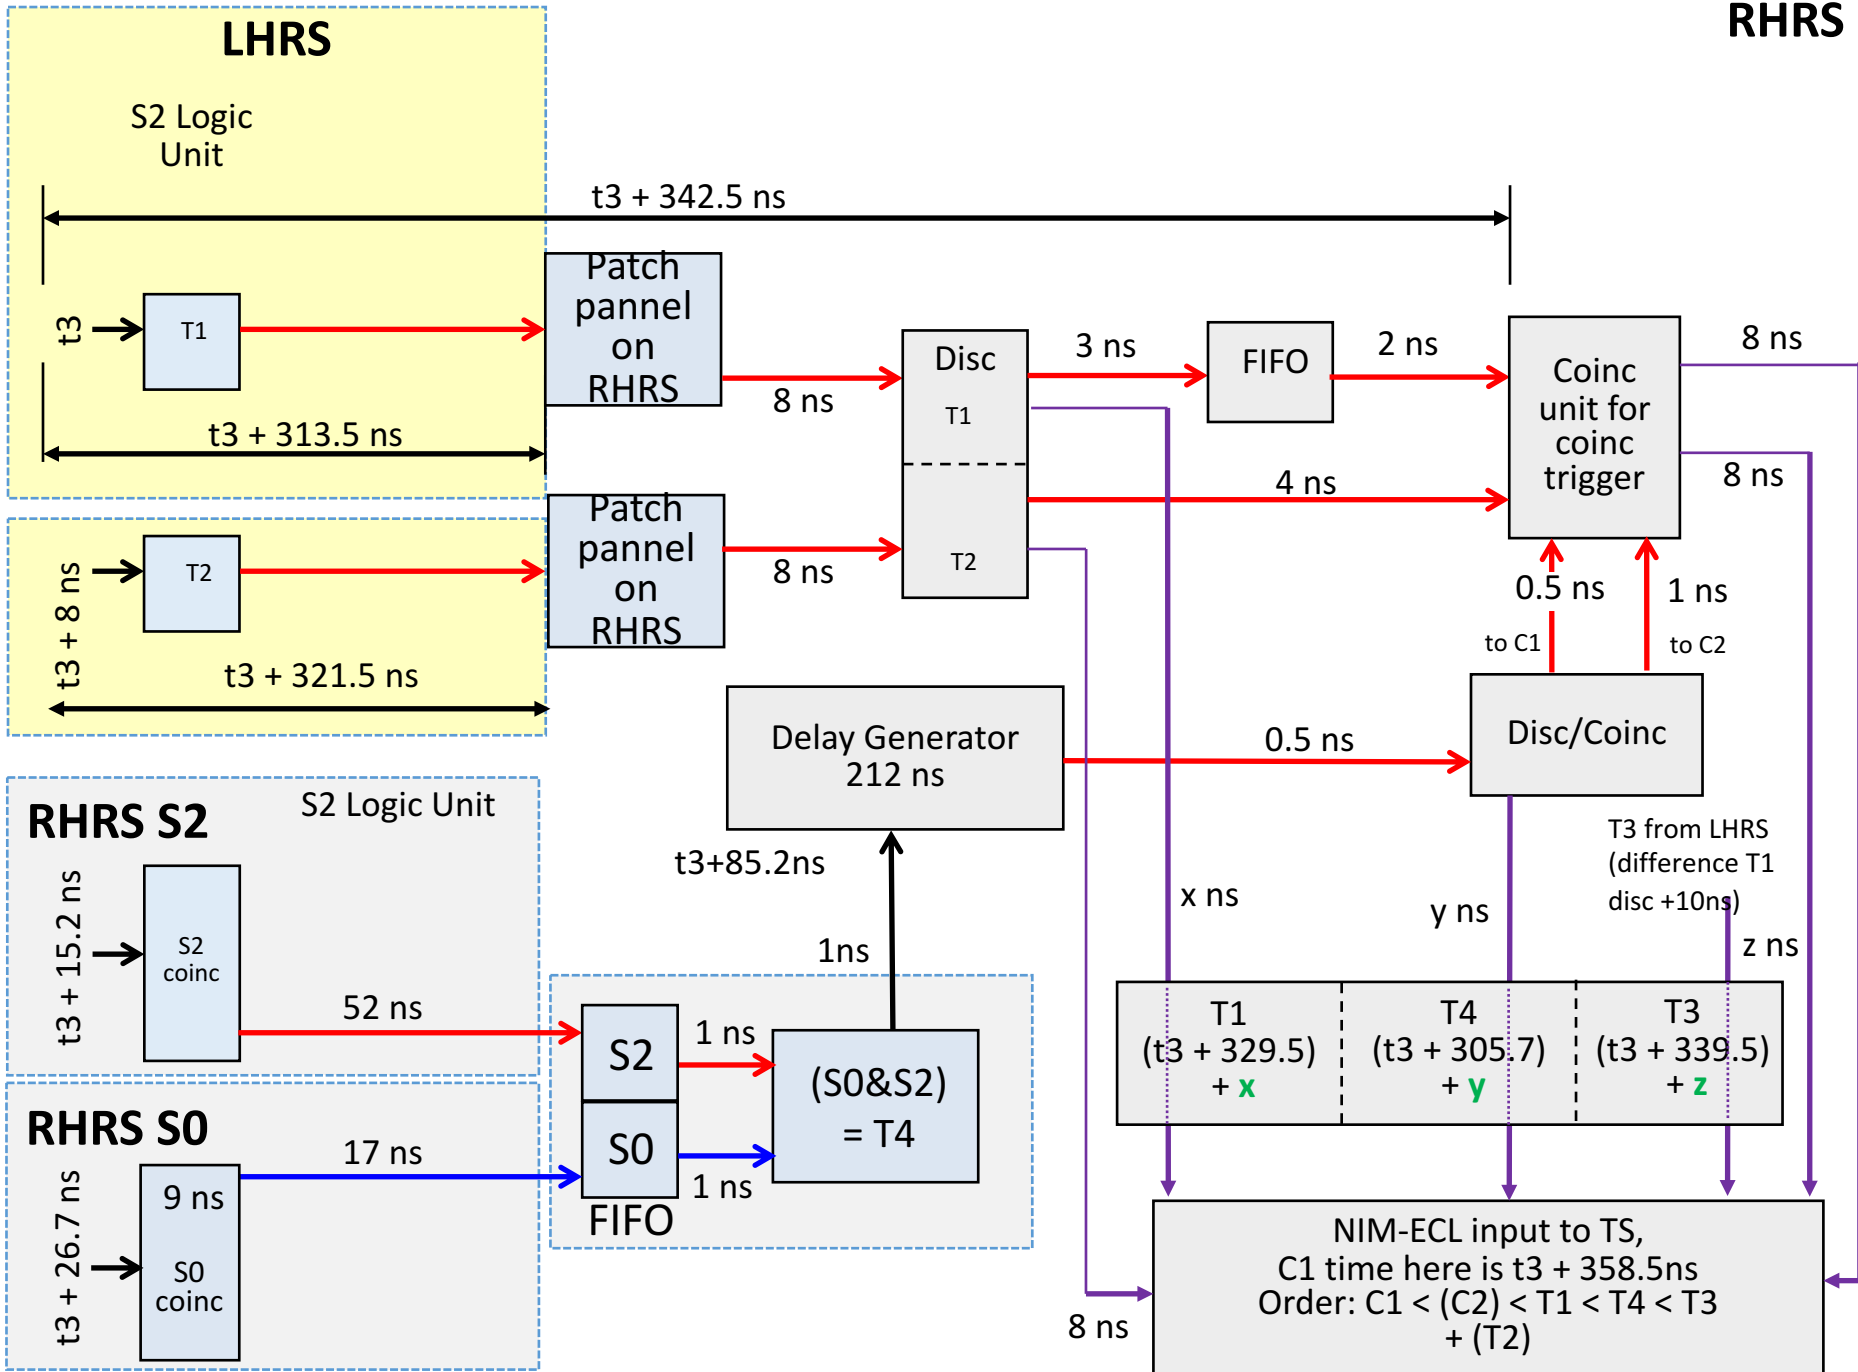 LHRS
RHRS
S2 Logic
Unit
t3 + 342.5 ns
t3
T1
t3 + 313.5 ns
Patch
pannel
on
RHRS
8 ns
Disc
T1
T2
3 ns
FIFO
2 ns
Coinc
unit for
coinc
trigger
8 ns
8 ns
4 ns
t3 + 8 ns
T2
t3 + 321.5 ns
Patch
pannel
on
RHRS
8 ns
0.5 ns
1 ns
to C1
to C2
Delay Generator
212 ns
0.5 ns
Disc/Coinc
RHRS S2
S2 Logic Unit
t3 + 15.2 ns
S2
coinc
52 ns
t3+85.2ns
1ns
x ns
y ns
T3 from LHRS
(difference T1
disc +10ns)
z ns
RHRS S0
t3 + 26.7 ns
9 ns
S0
coinc
17 ns
S2
S0
FIFO
1 ns
1 ns
(S0&S2)
= T4
T1
(t3 + 329.5)
+ x
T4
(t3 + 305.7)
+ y
T3
(t3 + 339.5)
+ z
8 ns
NIM-ECL input to TS,
C1 time here is t3 + 358.5ns
Order: C1 < (C2) < T1 < T4 < T3
+ (T2)